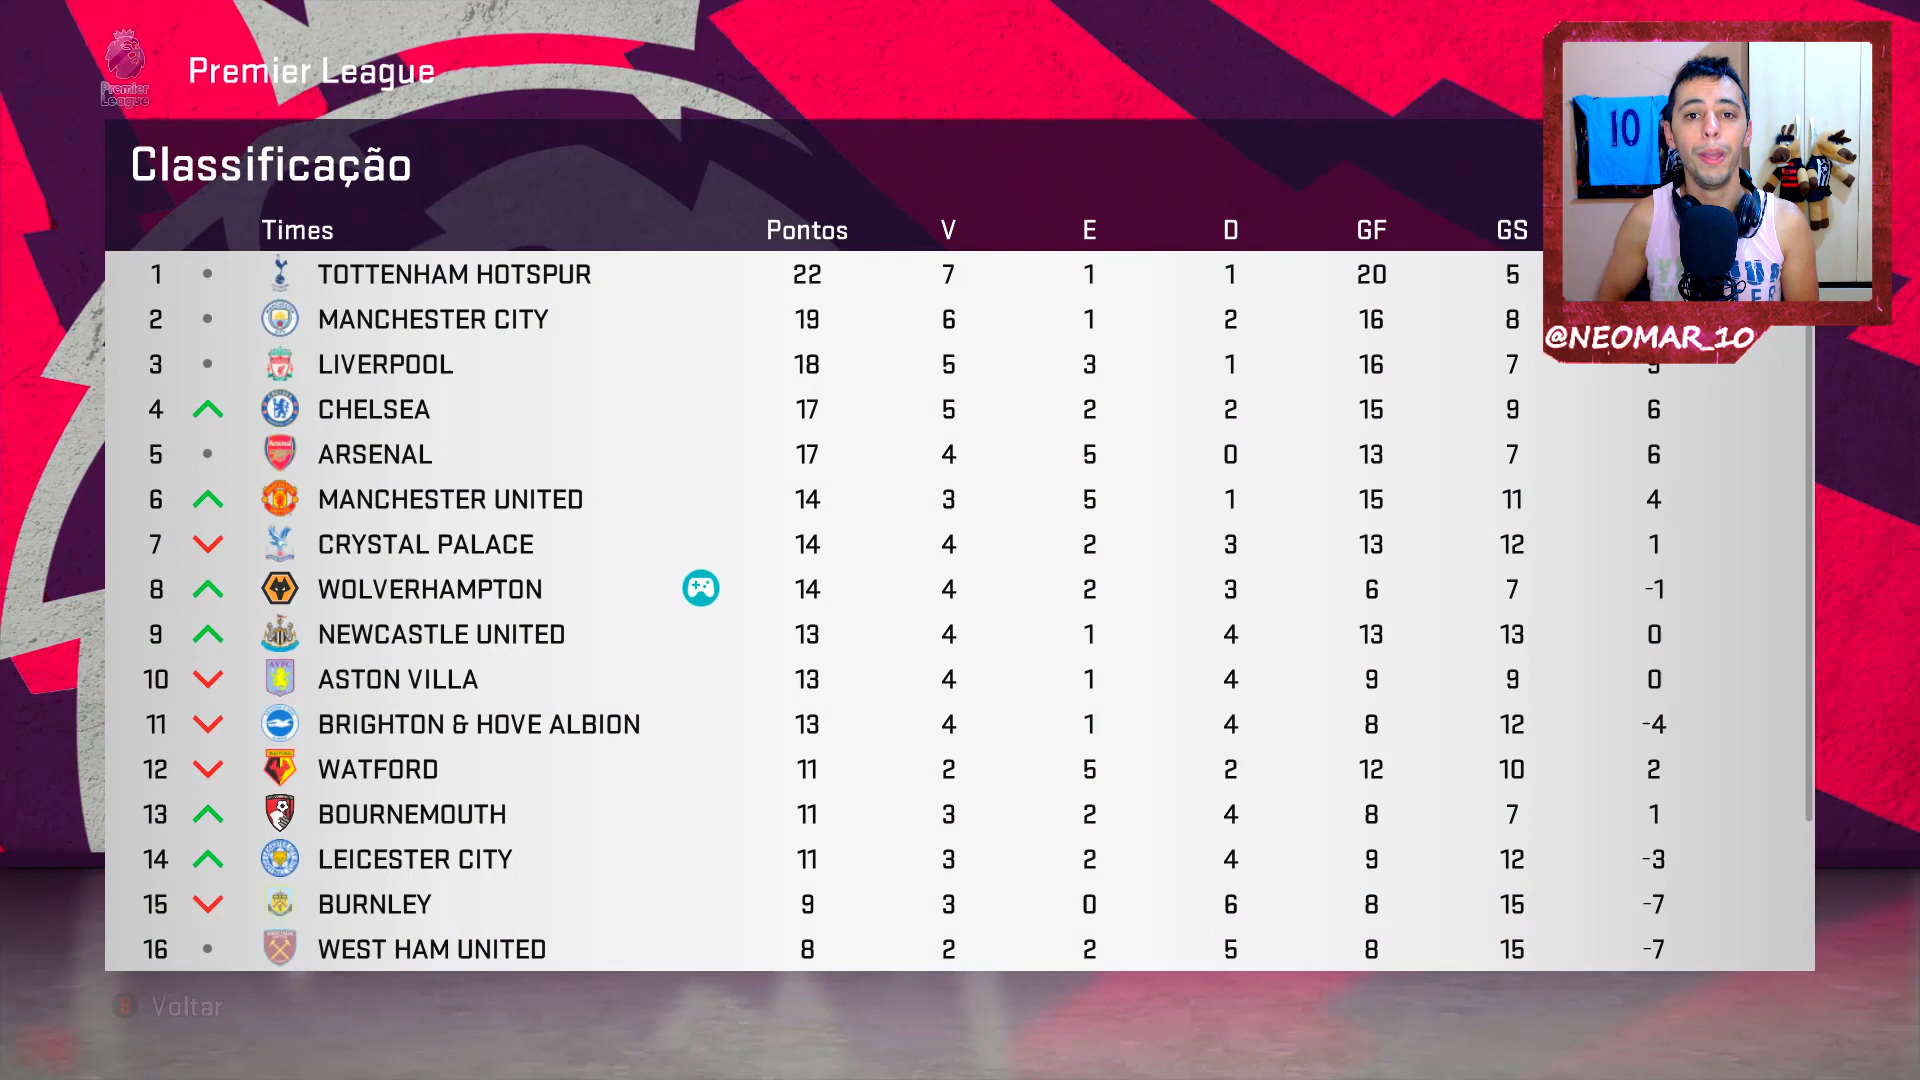 Premier League
Premier
League
Classificação
Times Pontos V E D GF GS
1 TOTTENHAM HOTSPUR 22 7 1 1 20 5
2 MANCHESTER CITY 19 6 1 2 16 8
3 LIVERPOOL 18 5 3 1 16 7 9
4 CHELSEA 17 5 2 2 15 9 6
5 ARSENAL 17 4 5 0 13 7 6
6 MANCHESTER UNITED 14 3 5 1 15 11 4
7 CRYSTAL PALACE 14 4 2 3 13 12 1
8 WOLVERHAMPTON 14 4 2 3 6 7 -1
9 NEWCASTLE UNITED 13 4 1 4 13 13 0
10 ASTON VILLA 13 4 1 4 9 9 0
11 BRIGHTON & HOVE ALBION 13 4 1 4 8 12 -4
12 WATFORD 11 2 5 2 12 10 2
13 BOURNEMOUTH 11 3 2 4 8 7 1
14 LEICESTER CITY 11 3 2 4 9 12 -3
15 BURNLEY 9 3 0 6 8 15 -7
16 WEST HAM UNITED 8 2 2 5 8 15 -7
B Voltar
10
@NEOMAR_10